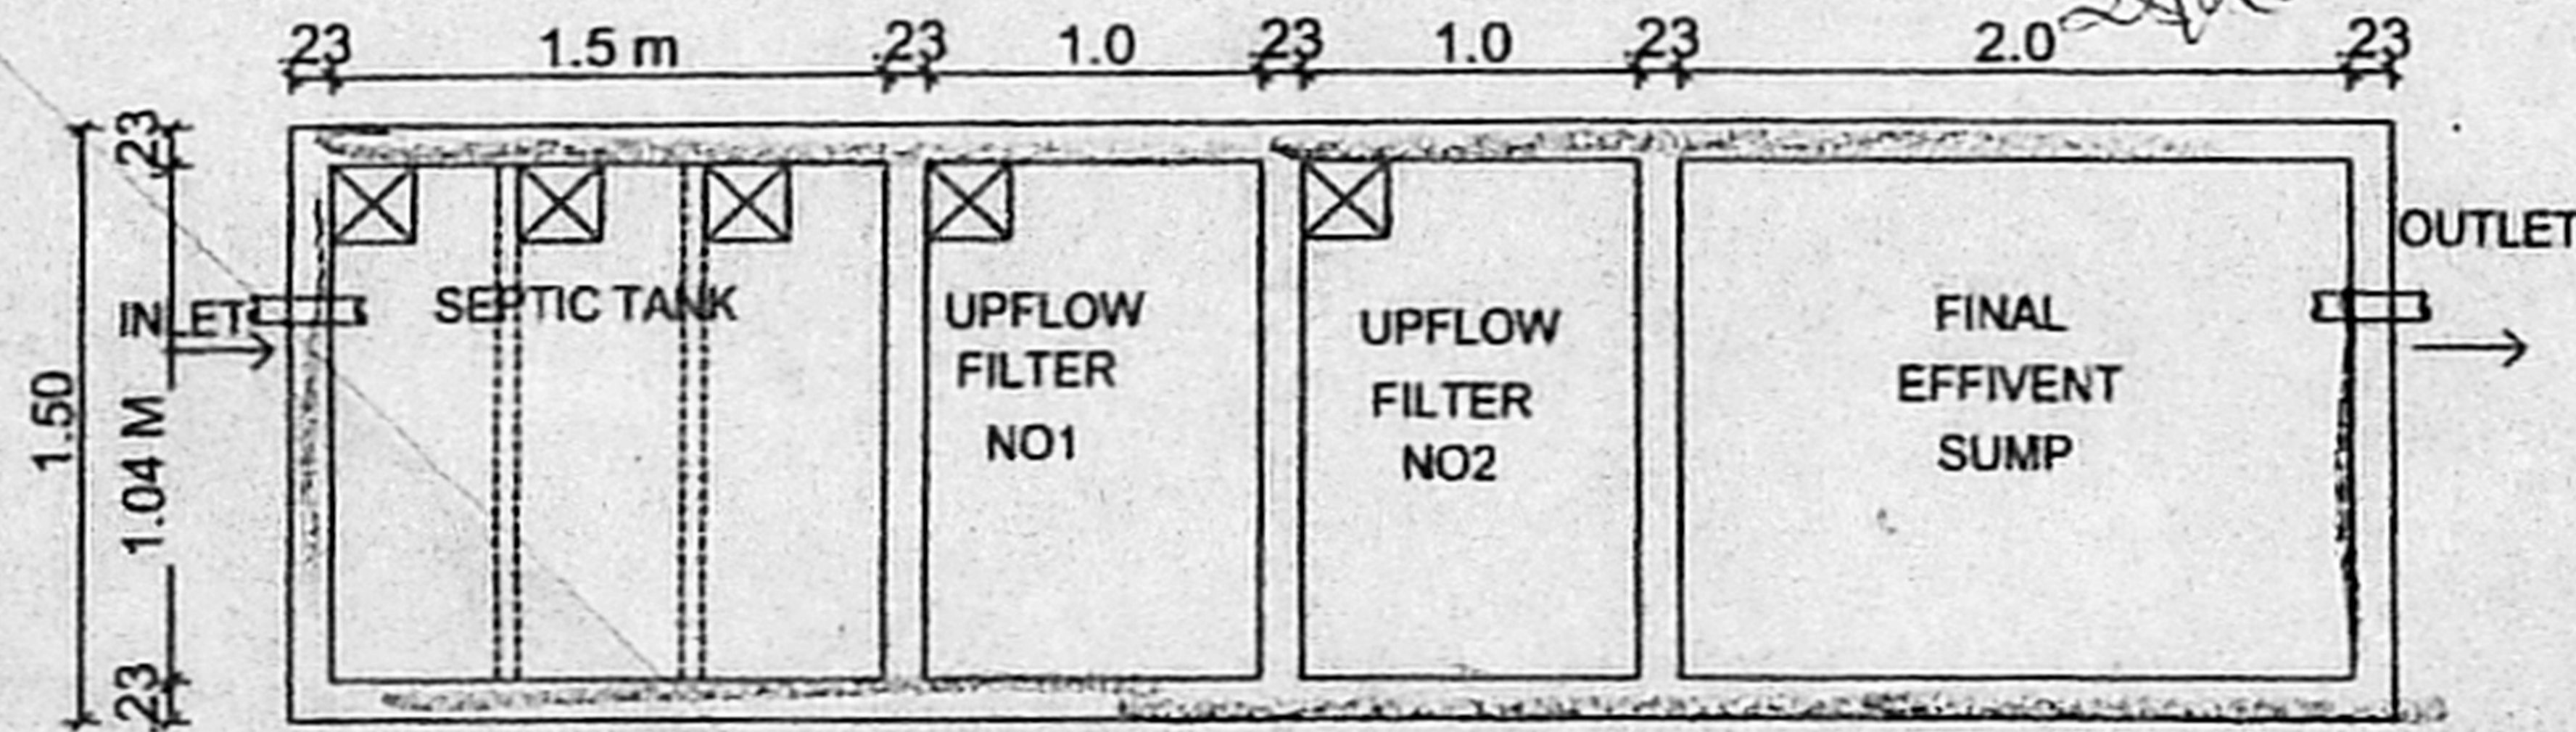 .23 1.5 m .23 1.0 .23 1.0 .23 2.0 .23
.23
1.04 M
.23
1.50
INLET
SEPTIC TANK
UPFLOW
FILTER
NO1
UPFLOW
FILTER
NO2
FINAL
EFFIVENT
SUMP
OUTLET